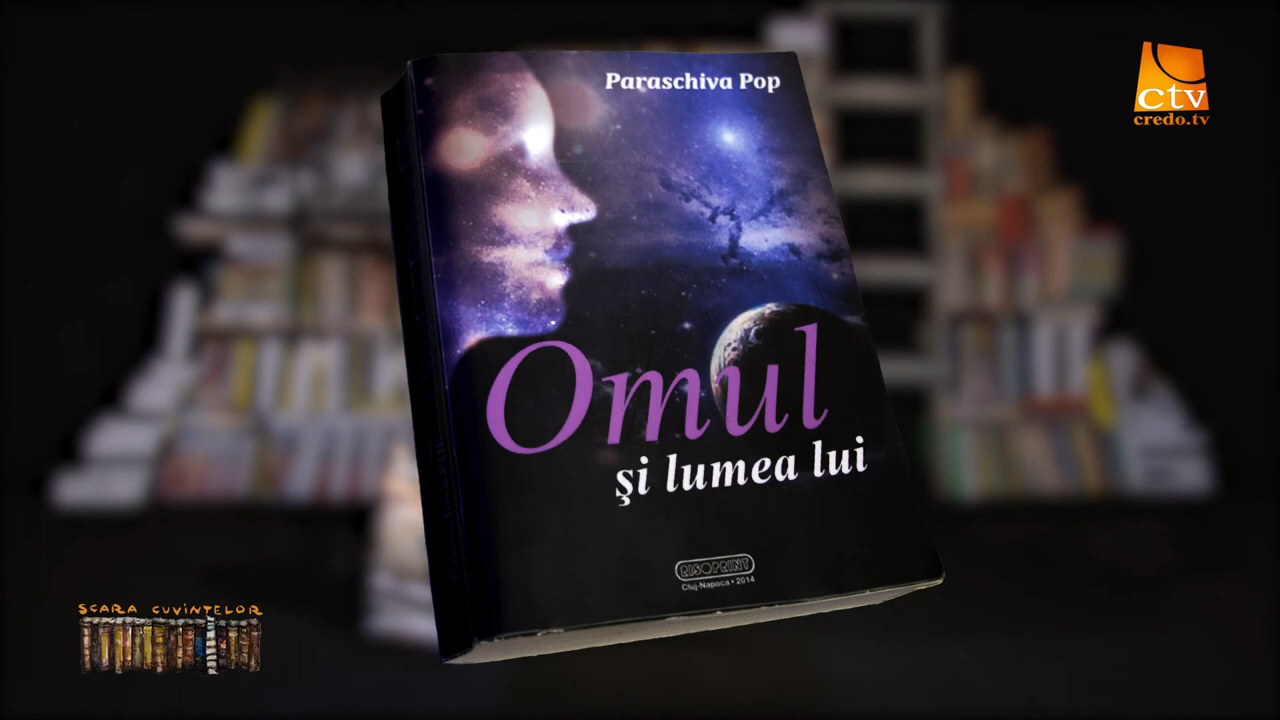 Paraschiva Pop
ctv
credo.tv
Omul
şi lumea lui
RISOPRINT
Cluj-Napoca • 2014
SCARA CUVINTELOR